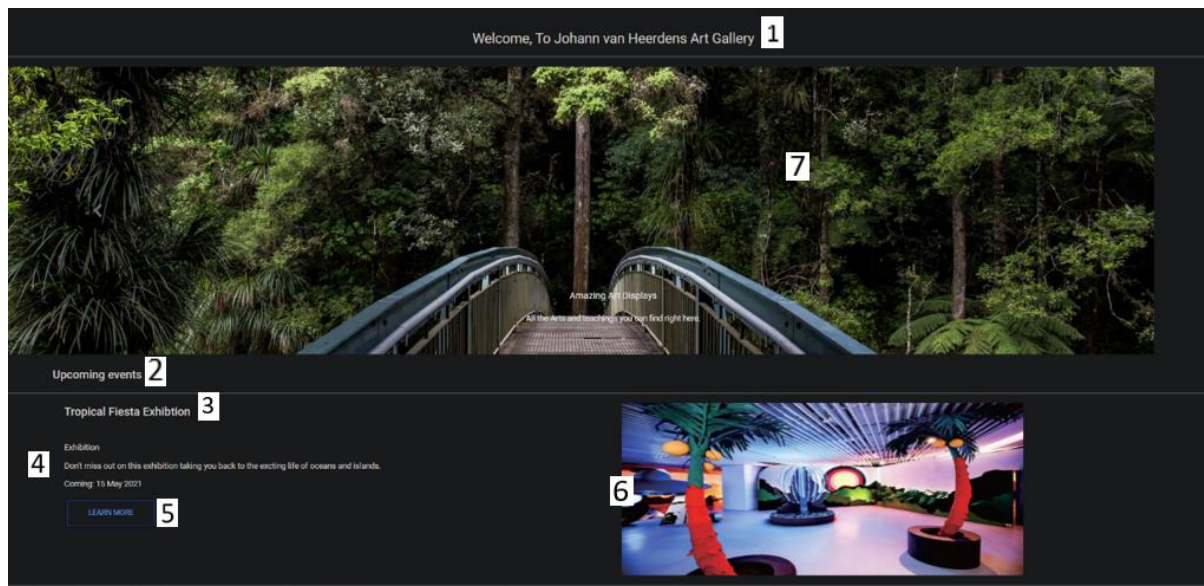 Welcome, To Johann van Heerdens Art Gallery 1
7
Amazing Art Displays
All the Arts and teachings you can find right here.
Upcoming events 2
Tropical Fiesta Exhibtion 3
Exhibition
4 Don't miss out on this exhibition taking you back to the excting life of oceans and islands.
Coming: 15 May 2021
LEARN MORE 5
6